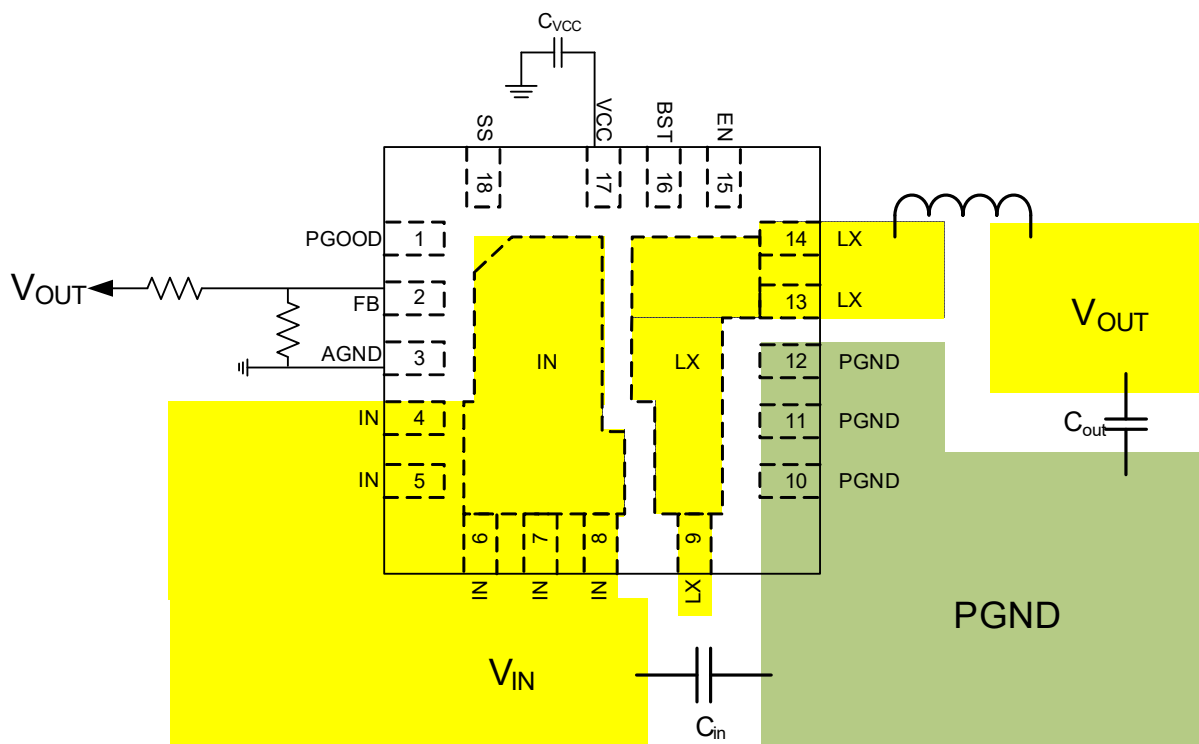 CVCC
SS
VCC
BST
EN
18
17
16
15
PGOOD
1
14
LX
VOUT
2
FB
13
LX
VOUT
AGND
3
IN
LX
12
PGND
IN
4
11
PGND
Cout
IN
5
10
PGND
6
7
8
9
IN
IN
IN
LX
PGND
VIN
Cin